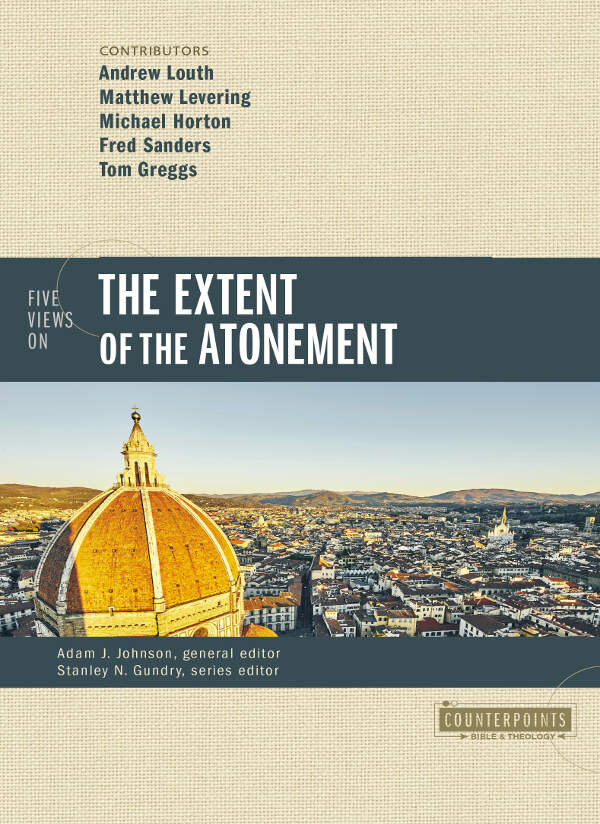 CONTRIBUTORS
Andrew Louth
Matthew Levering
Michael Horton
Fred Sanders
Tom Greggs
FIVE
VIEWS
ON
THE EXTENT
OF THE ATONEMENT
Adam J. Johnson, general editor
Stanley N. Gundry, series editor
COUNTERPOINTS
BIBLE & THEOLOGY